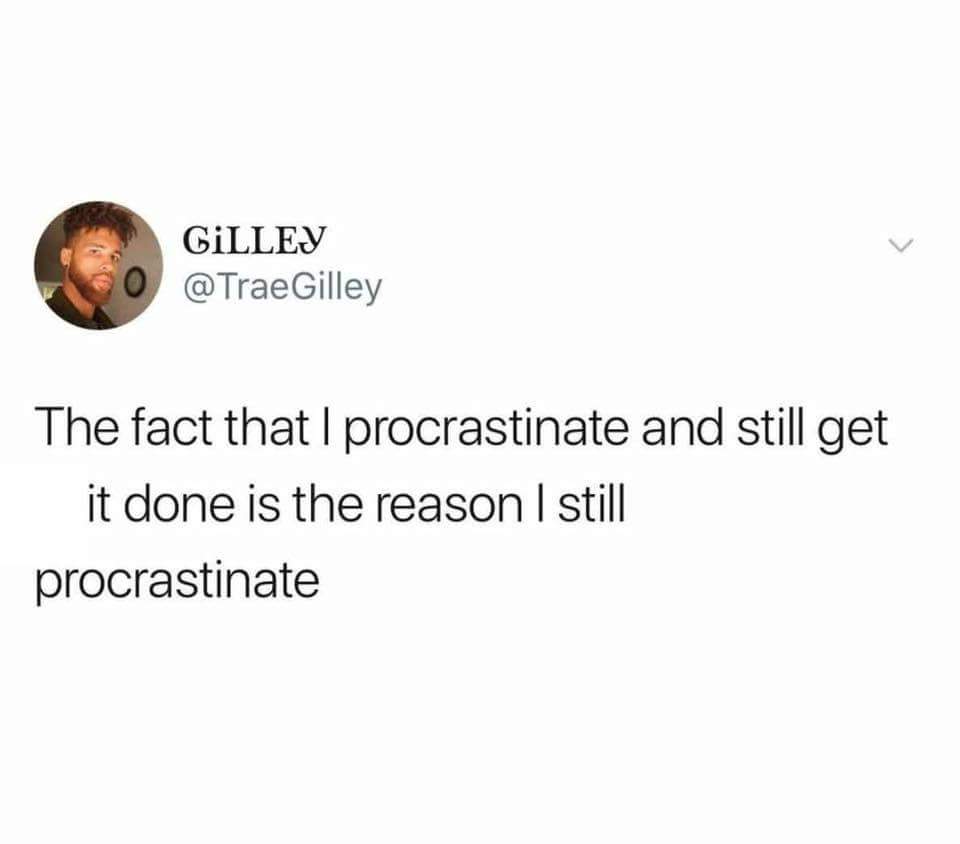 GiLLEY
@TraeGilley
The fact that I procrastinate and still get
it done is the reason I still
procrastinate